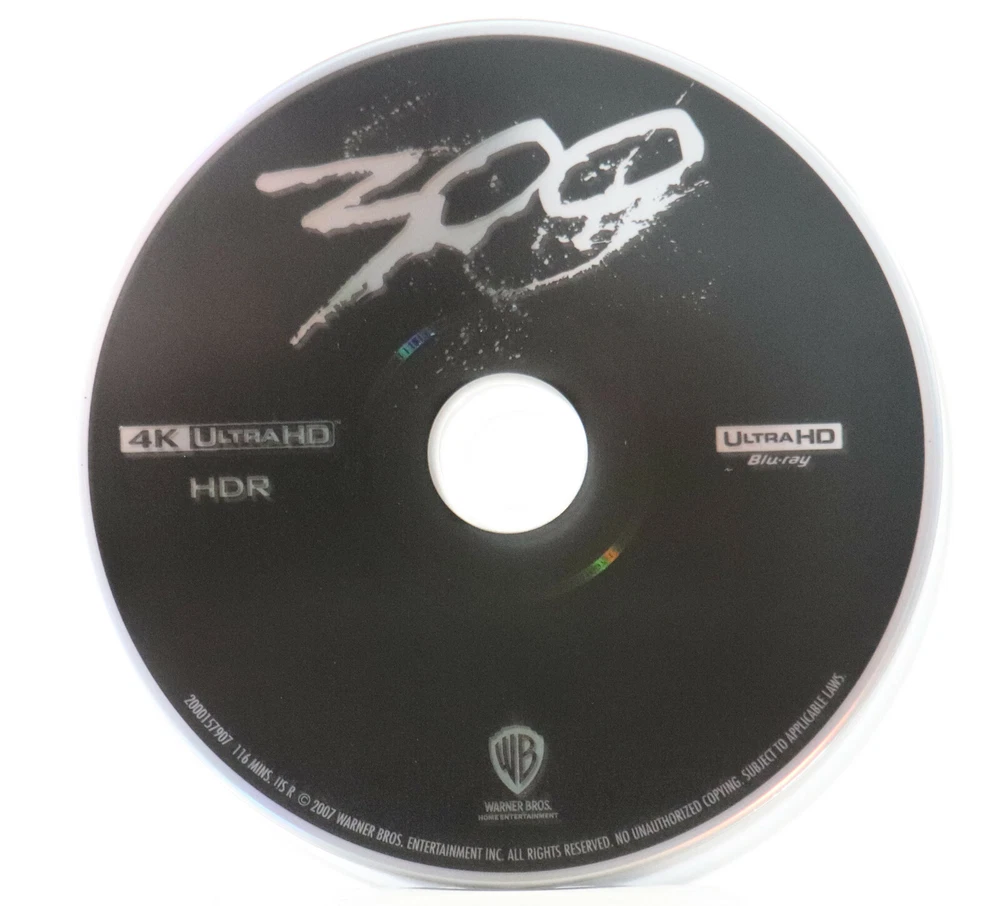 300
4K ULTRA HD
HDR
ULTRA HD
Blu-ray
WB
WARNER BROS.
HOME ENTERTAINMENT
2000157907 116 MINS. US R © 2007 WARNER BROS. ENTERTAINMENT INC. ALL RIGHTS RESERVED. NO UNAUTHORIZED COPYING. SUBJECT TO APPLICABLE LAWS.